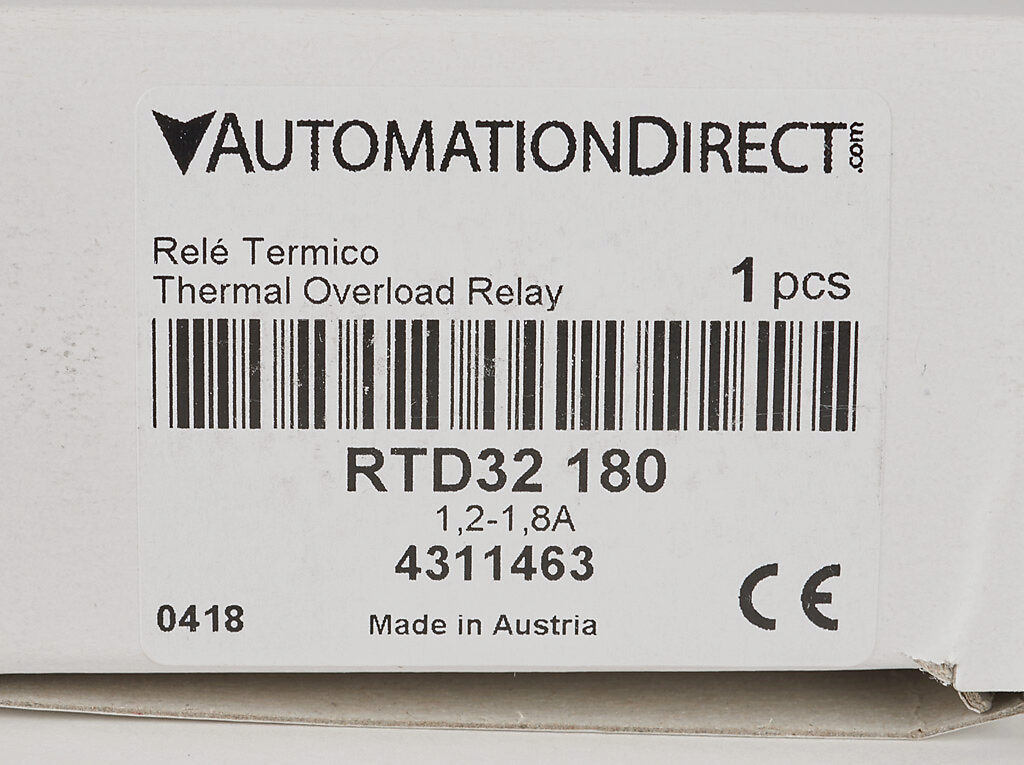 AUTOMATIONDIRECT.com
Relé Termico
Thermal Overload Relay
1 pcs
RTD32 180
1,2-1,8A
4311463
0418
Made in Austria
CE